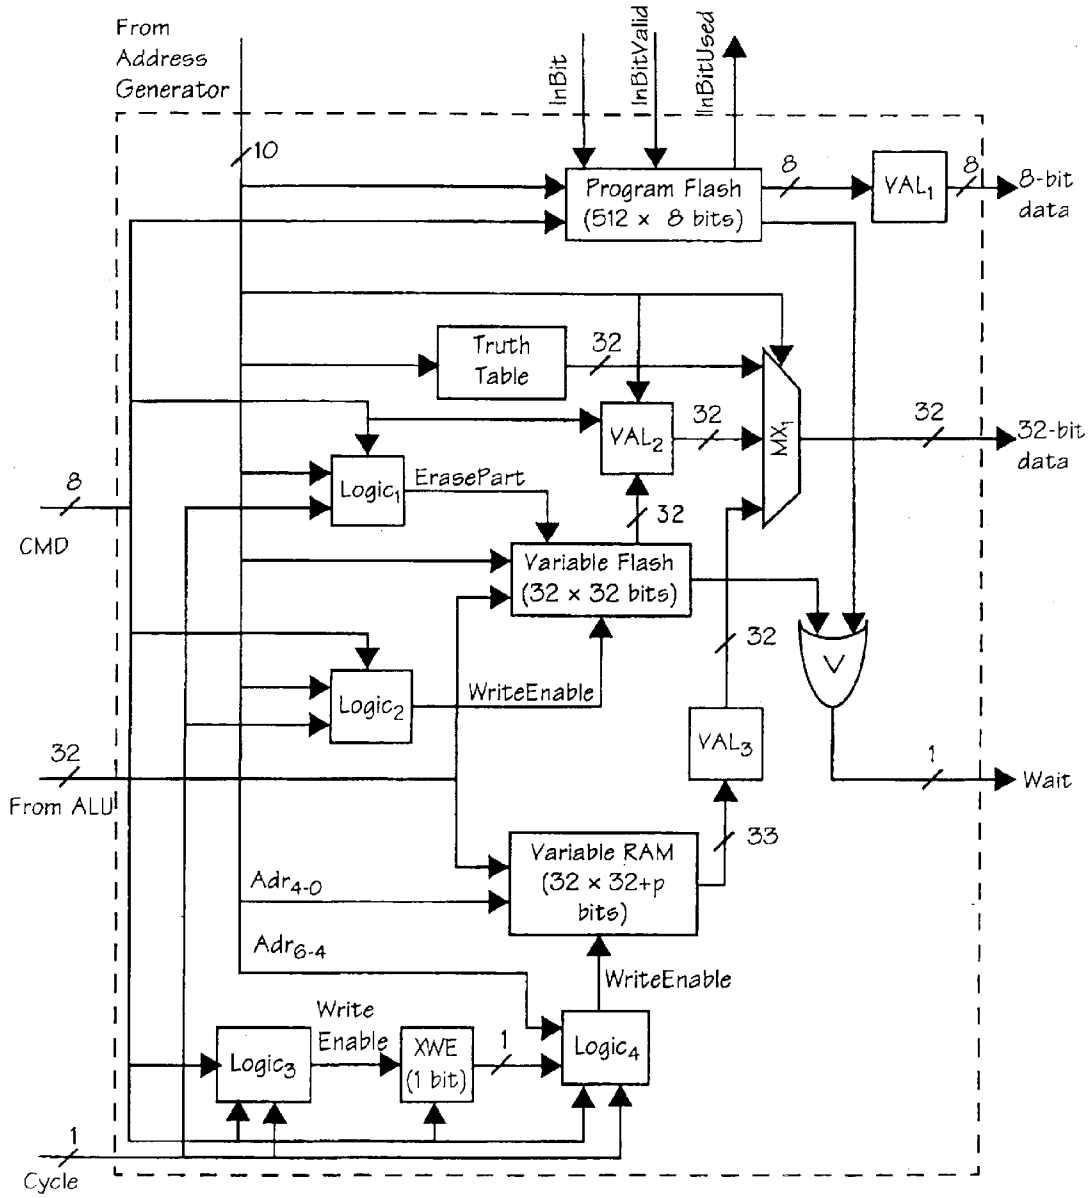 From
Address
Generator
InBit
InBitValid
InBitUsed
10
Program Flash
(512 x 8 bits)
8
VAL1
8
8-bit
data
Truth
Table
32
VAL2
32
MX1
32
32-bit
data
8
CMD
Logic1
ErasePart
32
Variable Flash
(32 x 32 bits)
32
V
Logic2
WriteEnable
VAL3
32
From ALU
1
Wait
33
Variable RAM
(32 x 32+p
bits)
Adr4-0
Adr6-4
WriteEnable
Write
Enable
Logic3
XWE
(1 bit)
1
Logic4
1
Cycle